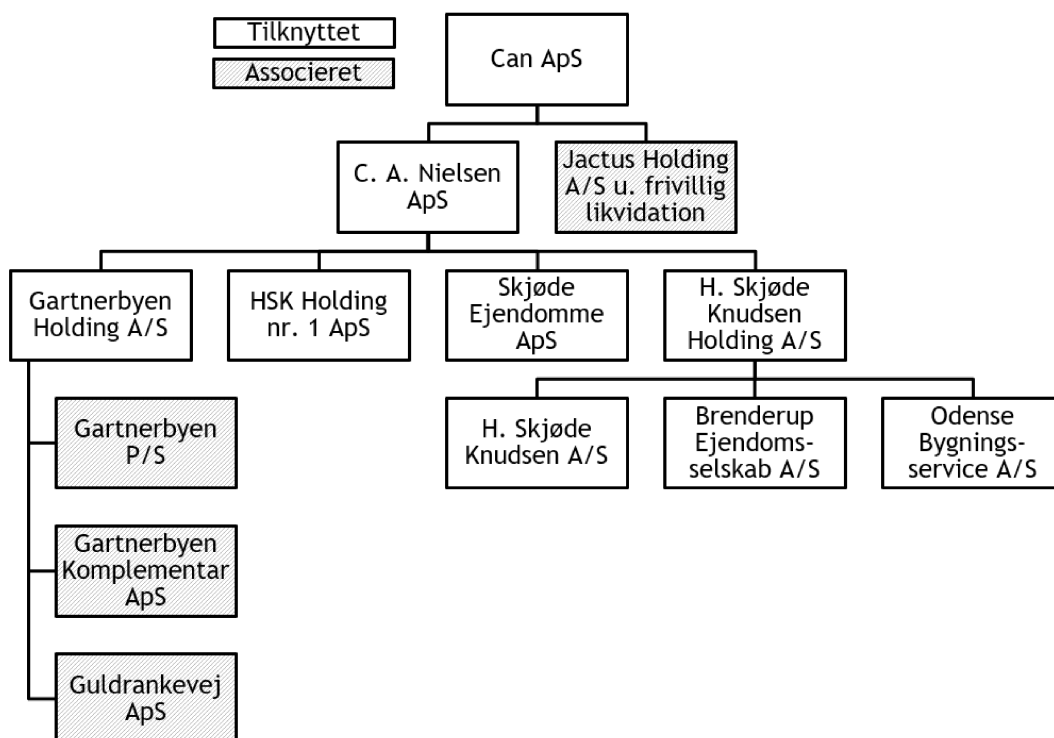 Tilknyttet
Associeret
Can ApS
C. A. Nielsen
ApS
Jactus Holding
A/S u. frivillig
likvidation
Gartnerbyen
Holding A/S
HSK Holding
nr. 1 ApS
Skjøde
Ejendomme
ApS
H. Skjøde
Knudsen
Holding A/S
Gartnerbyen
P/S
H. Skjøde
Knudsen A/S
Brenderup
Ejendoms-
selskab A/S
Odense
Bygnings-
service A/S
Gartnerbyen
Komplementar
ApS
Guldrankevej
ApS